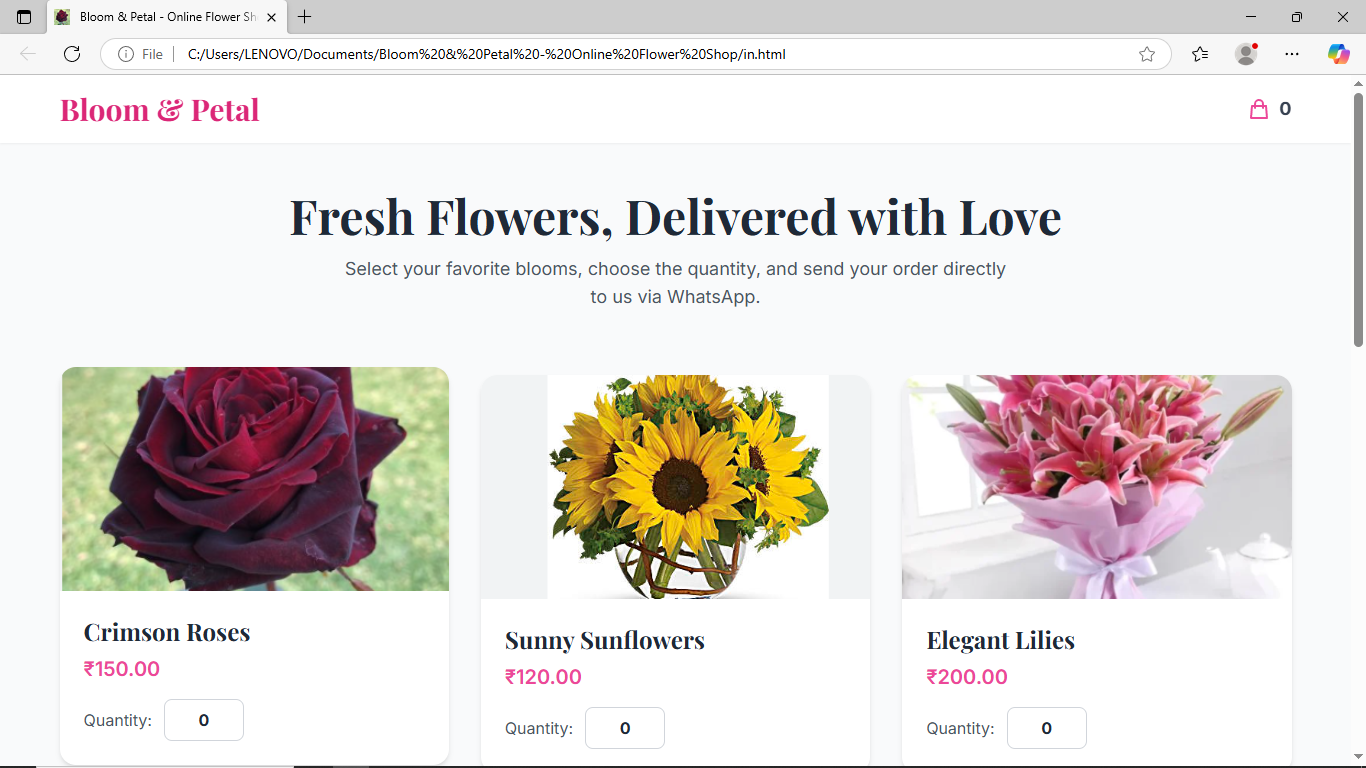 Bloom & Petal - Online Flower Sh
File
C:/Users/LENOVO/Documents/Bloom%20&%20Petal%20-%20Online%20Flower%20Shop/in.html
Bloom & Petal
0
Fresh Flowers, Delivered with Love
Select your favorite blooms, choose the quantity, and send your order directly
to us via WhatsApp.
Crimson Roses
₹150.00
Quantity: 0
Sunny Sunflowers
₹120.00
Quantity: 0
Elegant Lilies
₹200.00
Quantity: 0